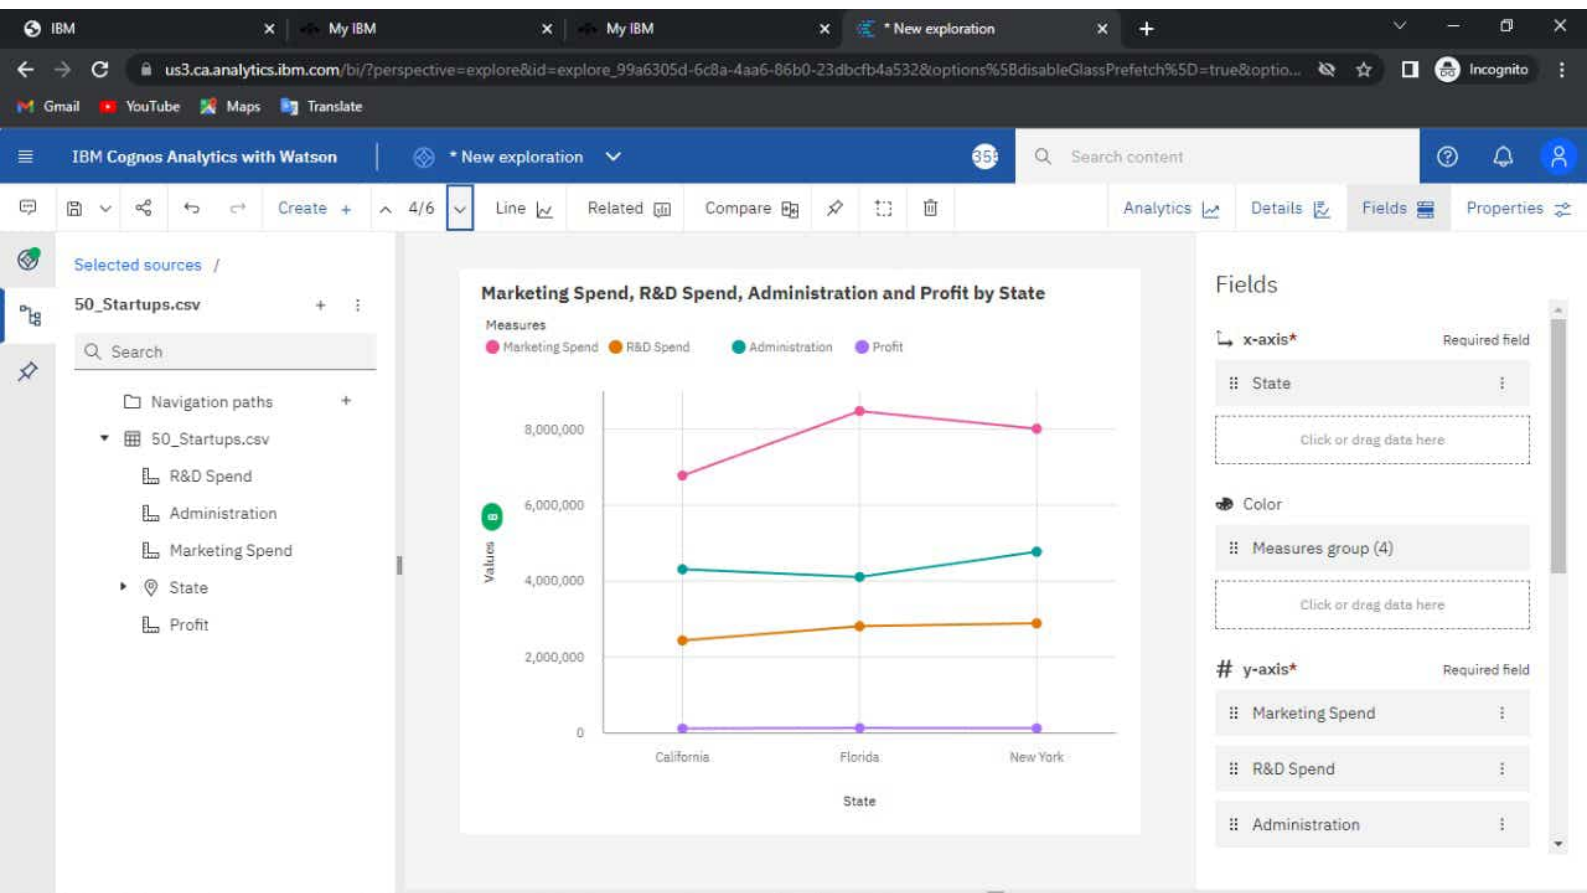 IBM
My IBM
My IBM
* New exploration
us3.ca.analytics.ibm.com/bi/?perspective=explore&id=explore_99a6305d-6c8a-4aa6-86b0-23dbcfb4a532&options%5BdisableGlassPrefetch%5D=true&optio...
Incognito
Gmail
YouTube
Maps
Translate
IBM Cognos Analytics with Watson
* New exploration
Search content
Create +
4/6
Line
Related
Compare
Analytics
Details
Fields
Properties
Selected sources /
50_Startups.csv
Search
Navigation paths
50_Startups.csv
R&D Spend
Administration
Marketing Spend
State
Profit
Marketing Spend, R&D Spend, Administration and Profit by State
Measures
Marketing Spend
R&D Spend
Administration
Profit
8,000,000
6,000,000
4,000,000
2,000,000
0
Values
California
Florida
New York
State
Fields
x-axis*
Required field
State
Click or drag data here
Color
Measures group (4)
Click or drag data here
# y-axis*
Required field
Marketing Spend
R&D Spend
Administration